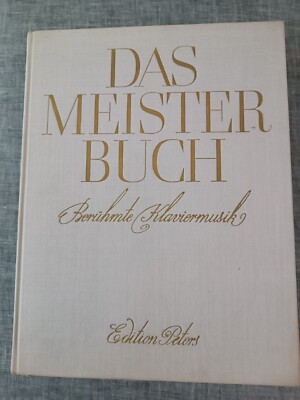 DAS
MEISTER
BUCH
Berühmte Klaviermusik
Edition Peters